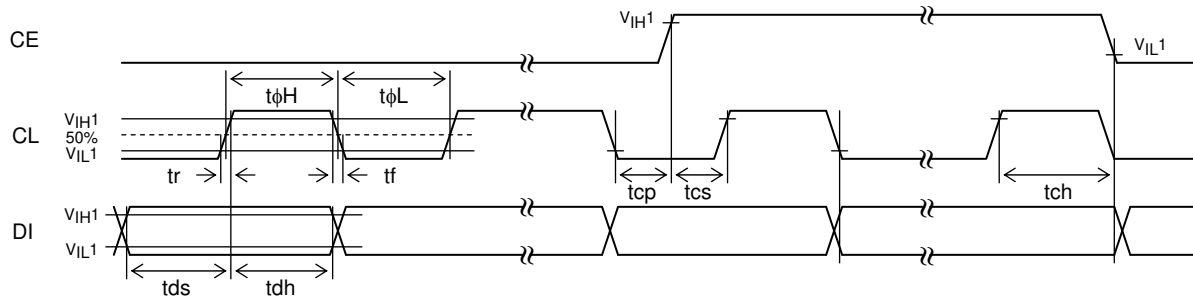 CE
VIH1
VIL1
tϕH
tϕL
CL
VIH1
50%
VIL1
tr
tf
tcp
tcs
tch
DI
VIH1
VIL1
tds
tdh